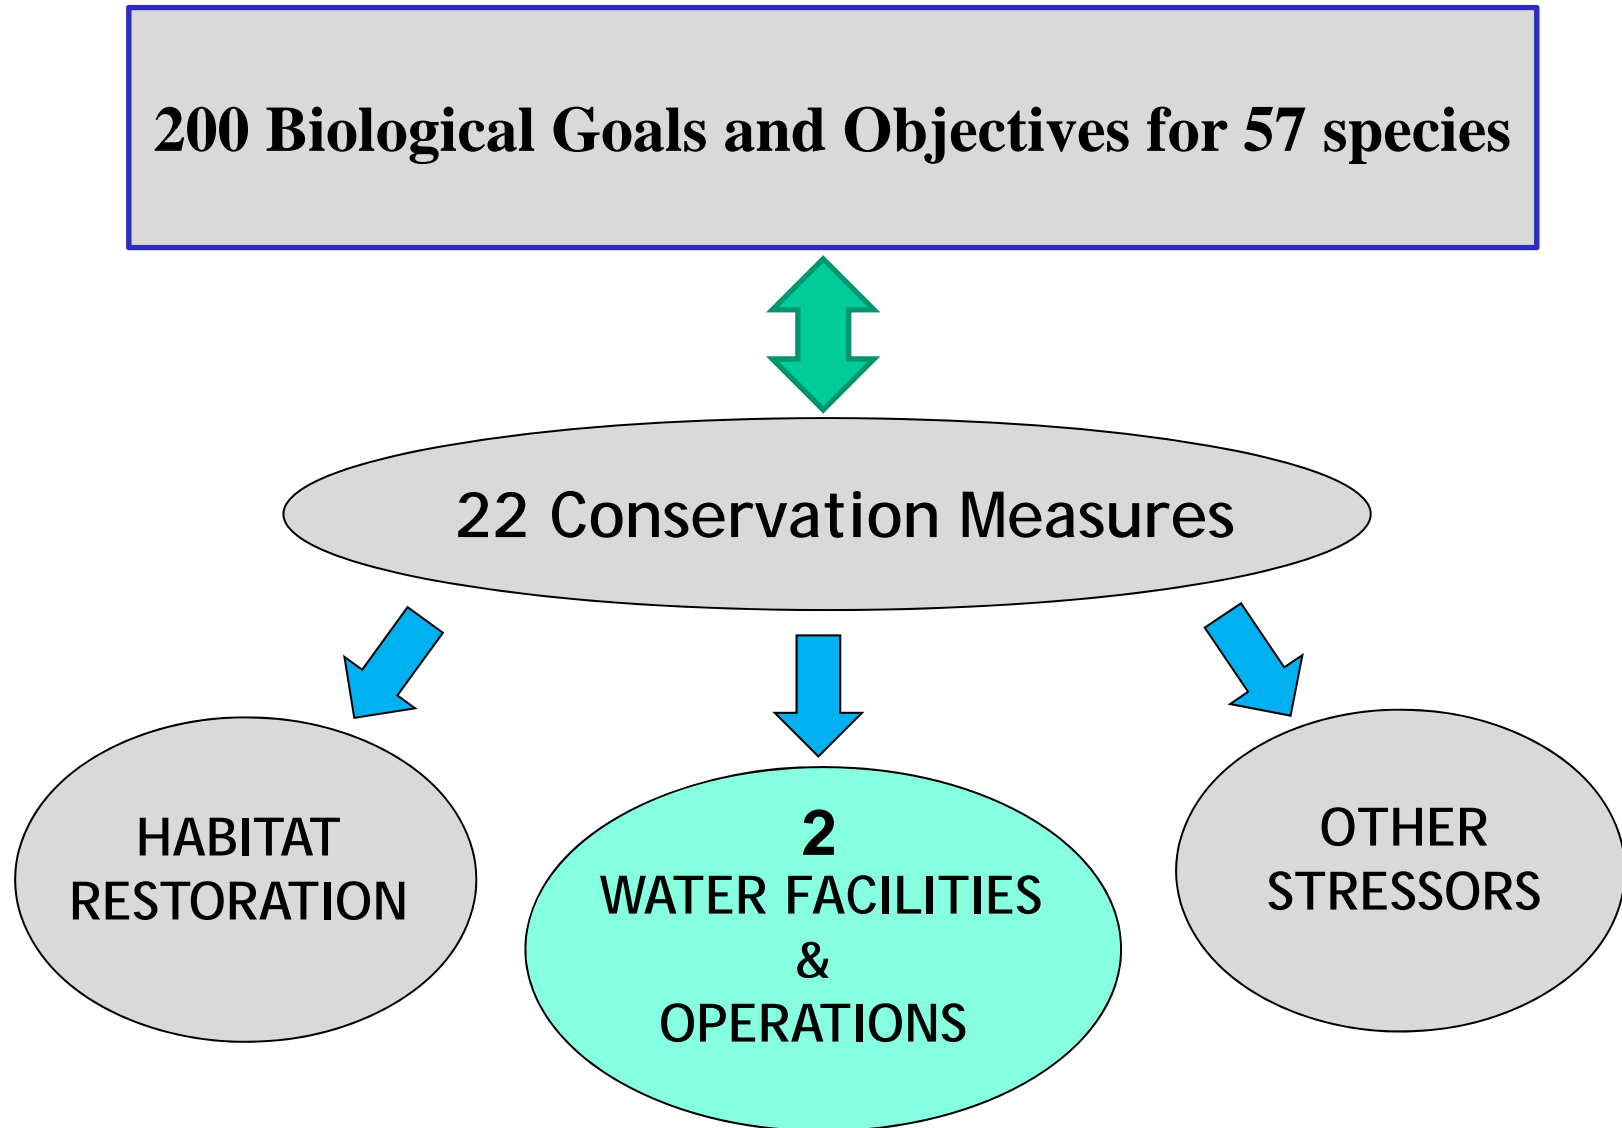 200 Biological Goals and Objectives for 57 species
22 Conservation Measures
HABITAT
RESTORATION
2
WATER FACILITIES
&
OPERATIONS
OTHER
STRESSORS